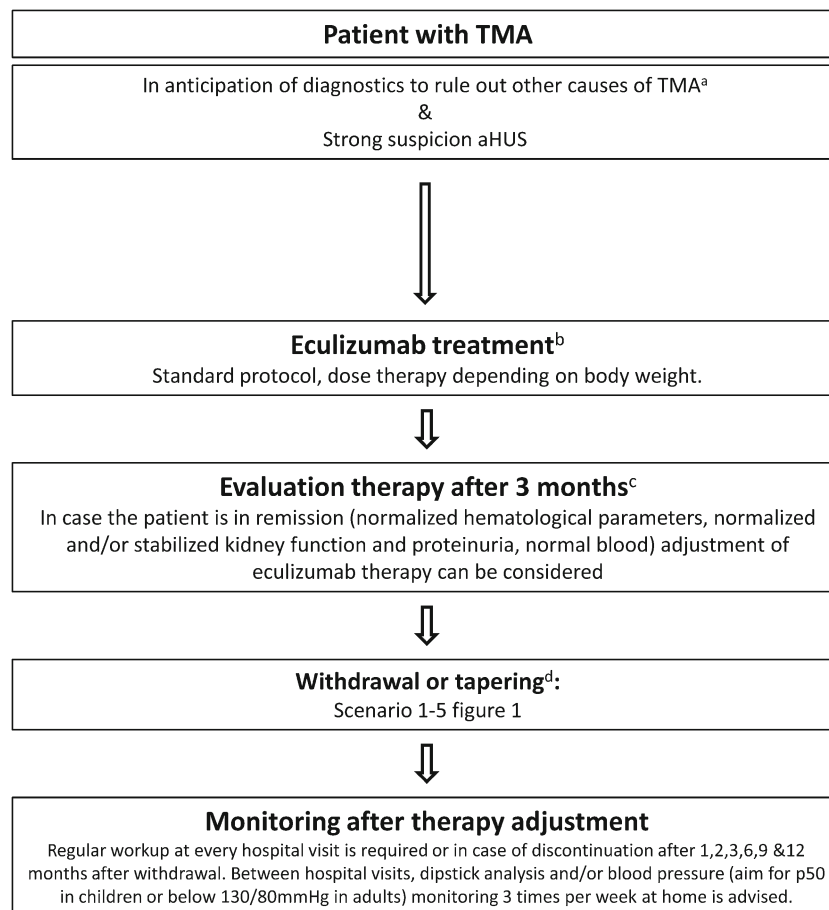 Patient with TMA
In anticipation of diagnostics to rule out other causes of TMAᵃ
&
Strong suspicion aHUS
Eculizumab treatmentᵇ
Standard protocol, dose therapy depending on body weight.
Evaluation therapy after 3 monthsᶜ
In case the patient is in remission (normalized hematological parameters, normalized
and/or stabilized kidney function and proteinuria, normal blood) adjustment of
eculizumab therapy can be considered
Withdrawal or taperingᵈ:
Scenario 1-5 figure 1
Monitoring after therapy adjustment
Regular workup at every hospital visit is required or in case of discontinuation after 1,2,3,6,9 &12
months after withdrawal. Between hospital visits, dipstick analysis and/or blood pressure (aim for p50
in children or below 130/80mmHg in adults) monitoring 3 times per week at home is advised.